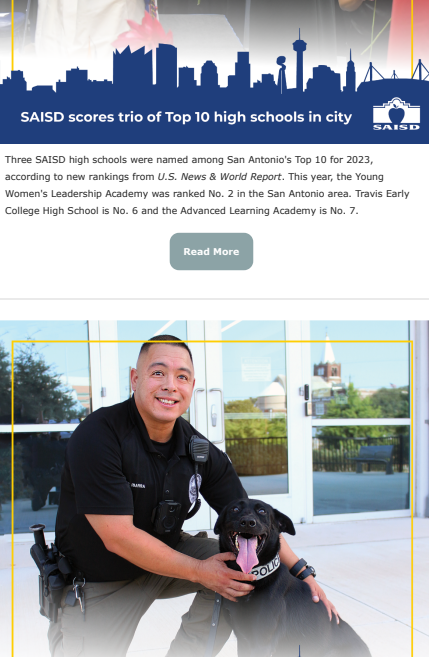 SAISD scores trio of Top 10 high schools in city
SAISD
Three SAISD high schools were named among San Antonio's Top 10 for 2023,
according to new rankings from U.S. News & World Report. This year, the Young
Women's Leadership Academy was ranked No. 2 in the San Antonio area. Travis Early
College High School is No. 6 and the Advanced Learning Academy is No. 7.
Read More
POLIC